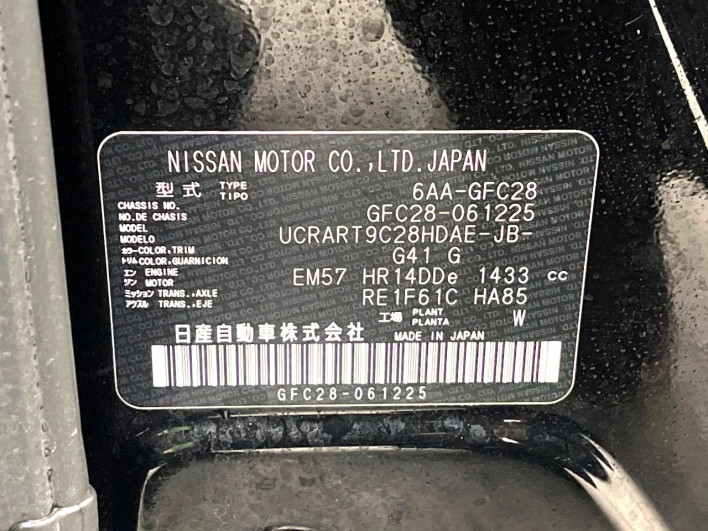 NISSAN MOTOR CO.,LTD.JAPAN
型式 TYPE TIPO 6AA-GFC28
CHASSIS NO. NO.DE CHASIS GFC28-061225
MODEL MODELO UCRART9C28HDAE-JB-
カラー COLOR,TRIM トリム COLOR,GUARNICION G41 G
エン ENGINE ジン MOTOR EM57 HR14DDe 1433 cc
ミッション TRANS.,AXLE アクスル TRANS.,EJE RE1F61C HA85
工場 PLANT PLANTA W
日産自動車株式会社 MADE IN JAPAN
GFC28-061225